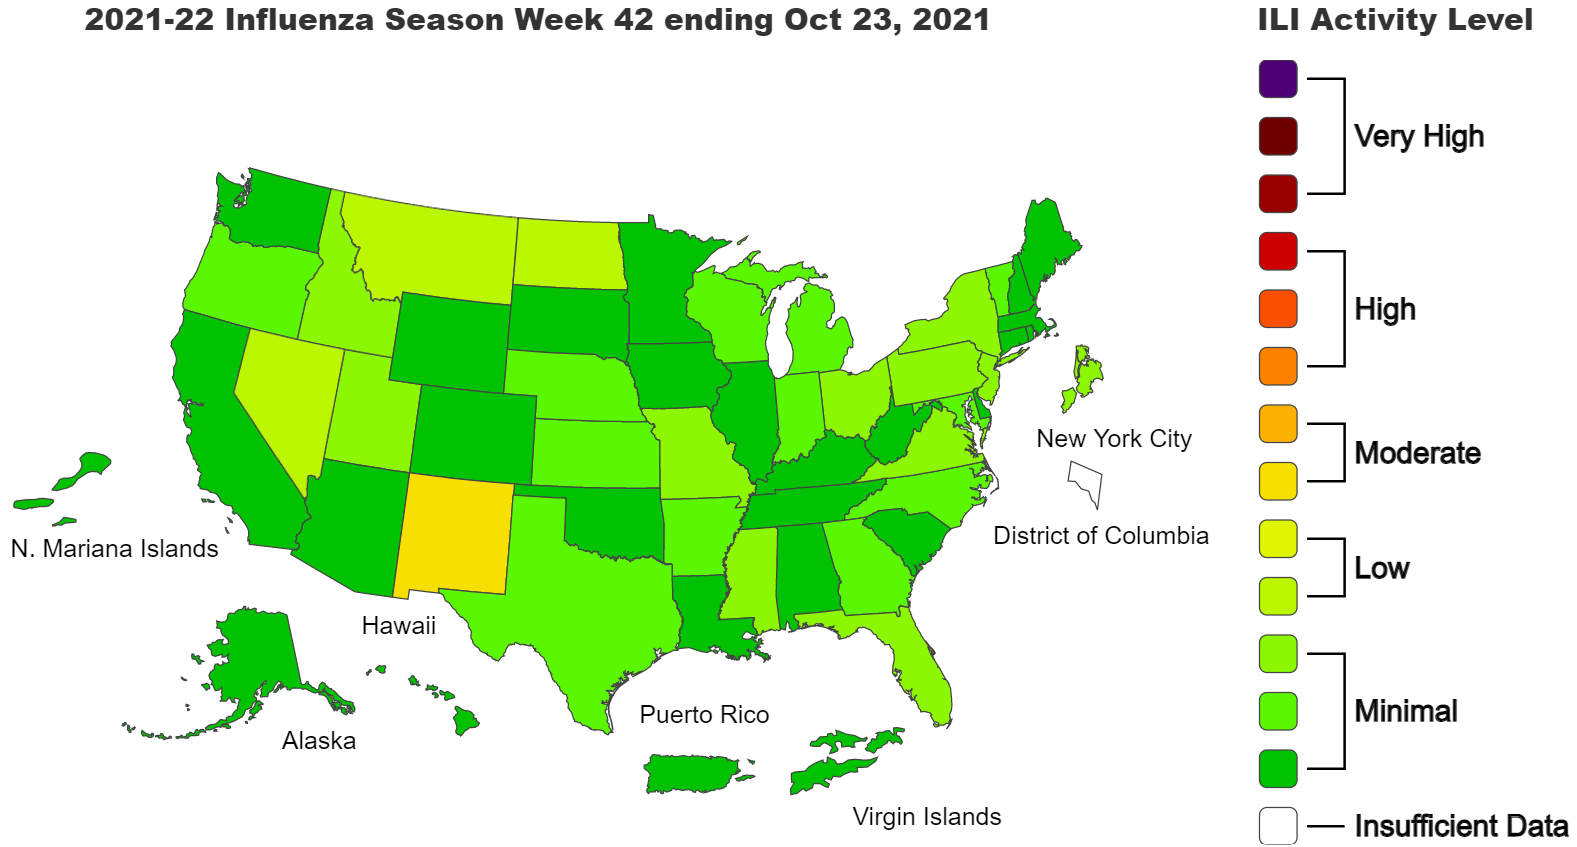 2021-22 Influenza Season Week 42 ending Oct 23, 2021
ILI Activity Level
Very High
High
Moderate
Low
Minimal
Insufficient Data
New York City
District of Columbia
N. Mariana Islands
Hawaii
Alaska
Puerto Rico
Virgin Islands